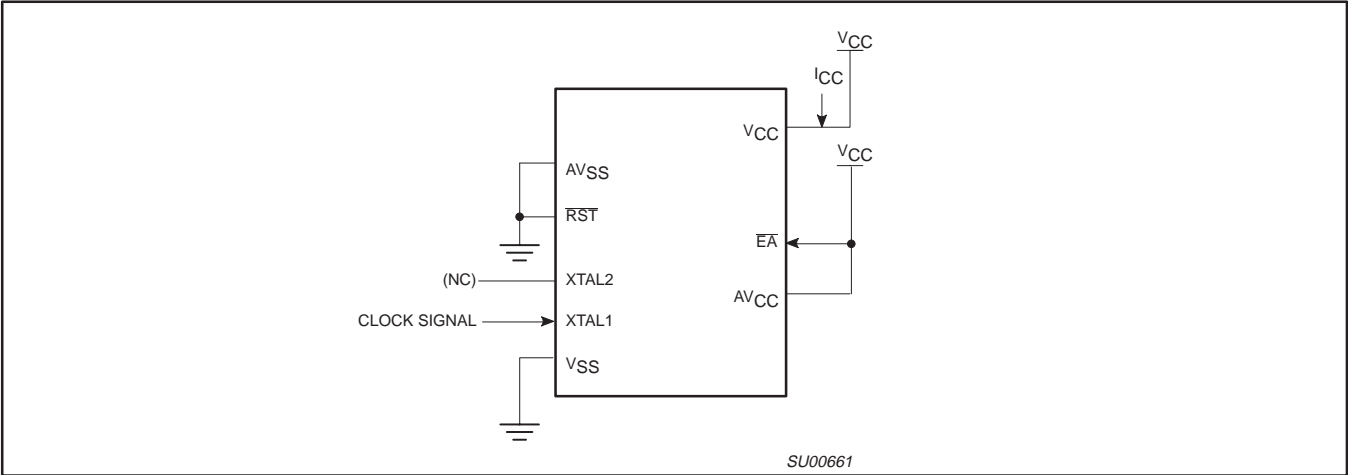 VCC
ICC
VCC
VCC
AVSS
RST
EA
(NC)
XTAL2
AVCC
CLOCK SIGNAL
XTAL1
VSS
SU00661